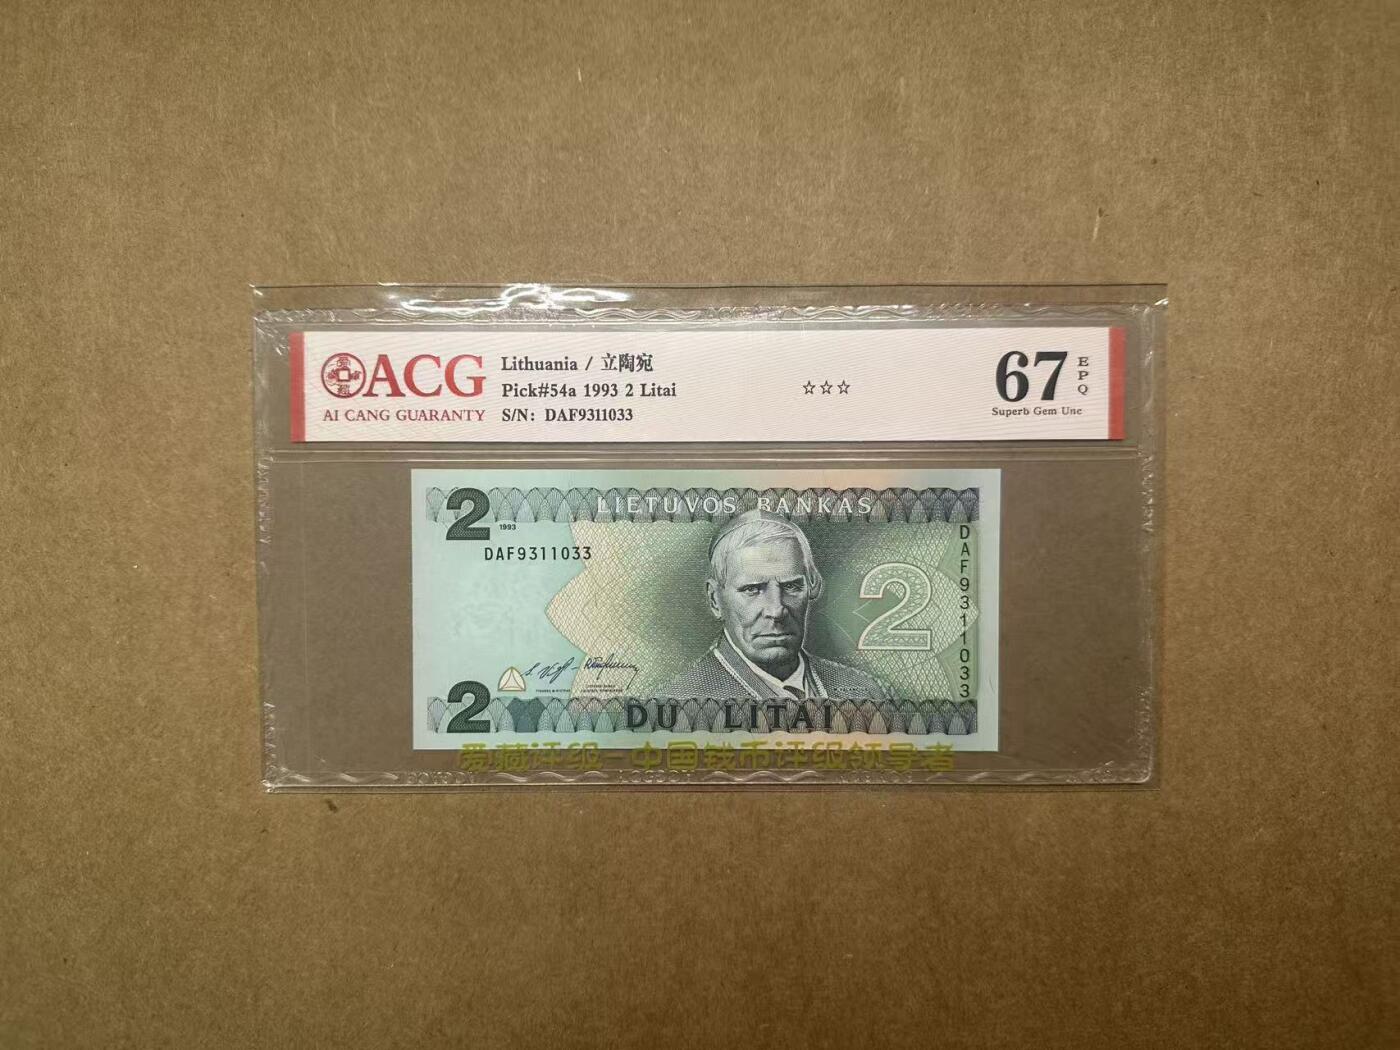 ACG
AI CANG GUARANTY
Lithuania / 立陶宛
Pick#54a 1993 2 Litai
S/N: DAF9311033
☆☆☆
67
EPQ
Superb Gem Unc
2
LIETUVOS BANKAS
1993
DAF9311033
2
DAF9311033
2
DU LITAI
爱藏评级-中国钱币评级领导者